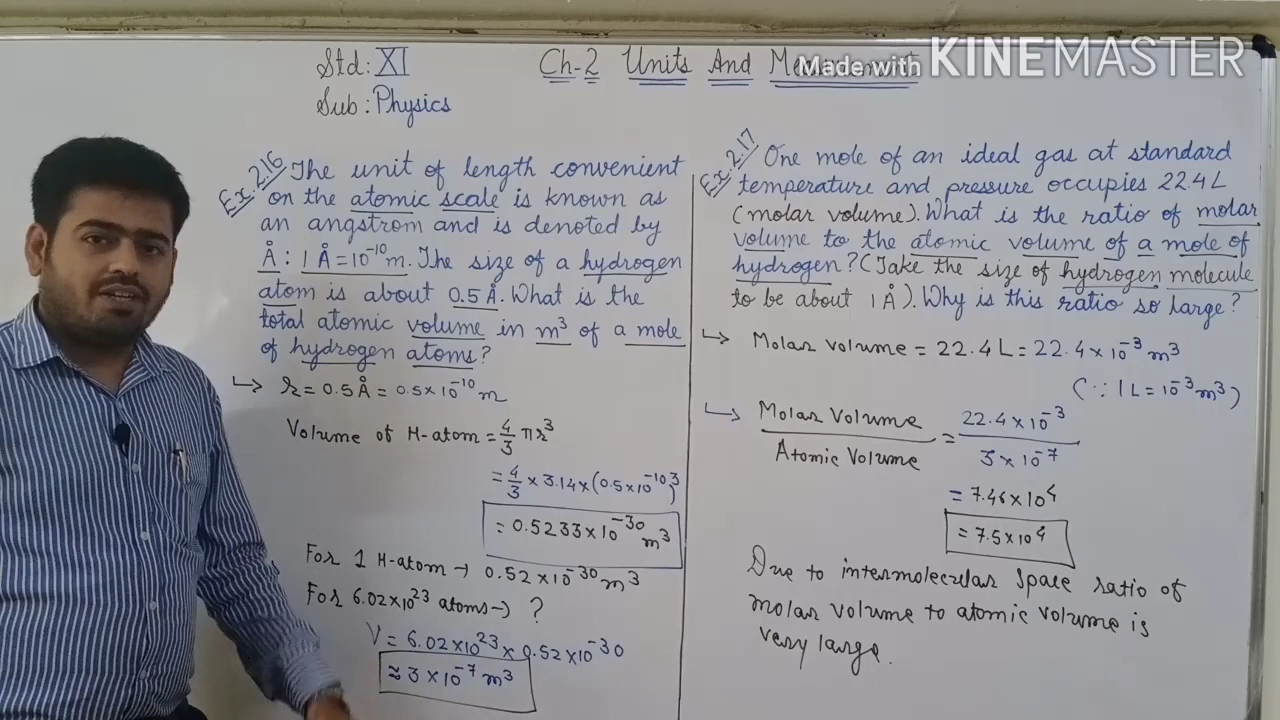 Std: XI
Sub: Physics
Ch-2 Units And
Made with KINEMASTER
Ex.2.16 The unit of length convenient
on the atomic scale is known as
an angstrom and is denoted by
Å: 1 Å = 10⁻¹⁰ m. The size of a hydrogen
atom is about 0.5 Å. What is the
total atomic volume in m³ of a mole
of hydrogen atoms?
↳ r = 0.5 Å = 0.5 × 10⁻¹⁰ m
Volume of H-atom = 4/3 πr³
= 4/3 × 3.14 × (0.5 × 10⁻¹⁰)³
= 0.5233 × 10⁻³⁰ m³
For 1 H-atom → 0.52 × 10⁻³⁰ m³
For 6.02 × 10²³ atoms → ?
V = 6.02 × 10²³ × 0.52 × 10⁻³⁰
≈ 3 × 10⁻⁷ m³
Ex.2.17 One mole of an ideal gas at standard
temperature and pressure occupies 22.4 L
(molar volume). What is the ratio of molar
volume to the atomic volume of a mole of
hydrogen? (Take the size of hydrogen molecule
to be about 1 Å). Why is this ratio so large?
↳ Molar volume = 22.4 L = 22.4 × 10⁻³ m³
(∵ 1 L = 10⁻³ m³)
↳ Molar Volume / Atomic Volume = 22.4 × 10⁻³ / 3 × 10⁻⁷
= 7.46 × 10⁴
= 7.5 × 10⁴
Due to intermolecular space ratio of
molar volume to atomic volume is
very large.